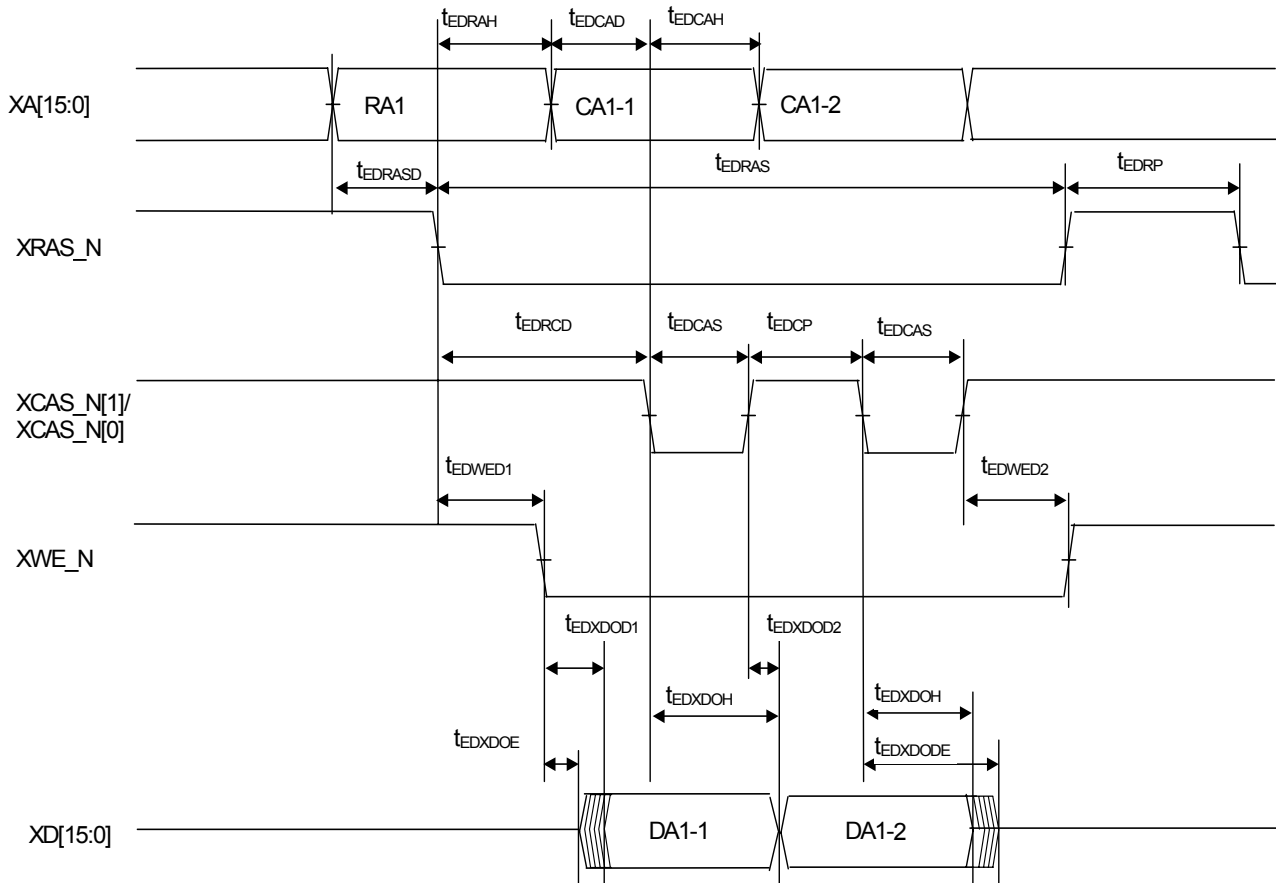 tEDRAH
tEDCAD
tEDCAH
XA[15:0]
RA1
CA1-1
CA1-2
tEDRASD
tEDRAS
tEDRP
XRAS_N
tEDRCD
tEDCAS
tEDCP
tEDCAS
XCAS_N[1]/
XCAS_N[0]
tEDWED1
tEDWED2
XWE_N
tEDXDOD1
tEDXDOD2
tEDXDOH
tEDXDOH
tEDXDOE
tEDXDODE
XD[15:0]
DA1-1
DA1-2